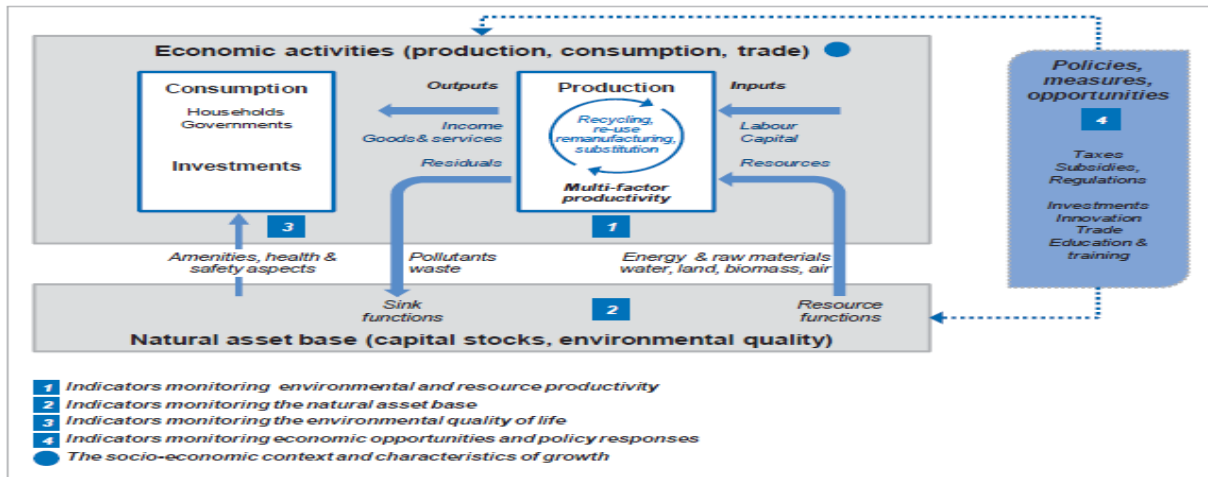 Economic activities (production, consumption, trade)
Consumption
Households
Governments
Investments
Outputs
Income
Goods & services
Residuals
Production
Recycling,
re-use
remanufacturing,
substitution
Multi-factor
productivity
Inputs
Labour
Capital
Resources
3
1
Amenities, health &
safety aspects
Pollutants
waste
Energy & raw materials
water, land, biomass, air
Sink
functions
2
Resource
functions
Natural asset base (capital stocks, environmental quality)
Policies,
measures,
opportunities
4
Taxes
Subsidies,
Regulations
Investments
Innovation
Trade
Education &
training
1 Indicators monitoring environmental and resource productivity
2 Indicators monitoring the natural asset base
3 Indicators monitoring the environmental quality of life
4 Indicators monitoring economic opportunities and policy responses
The socio-economic context and characteristics of growth